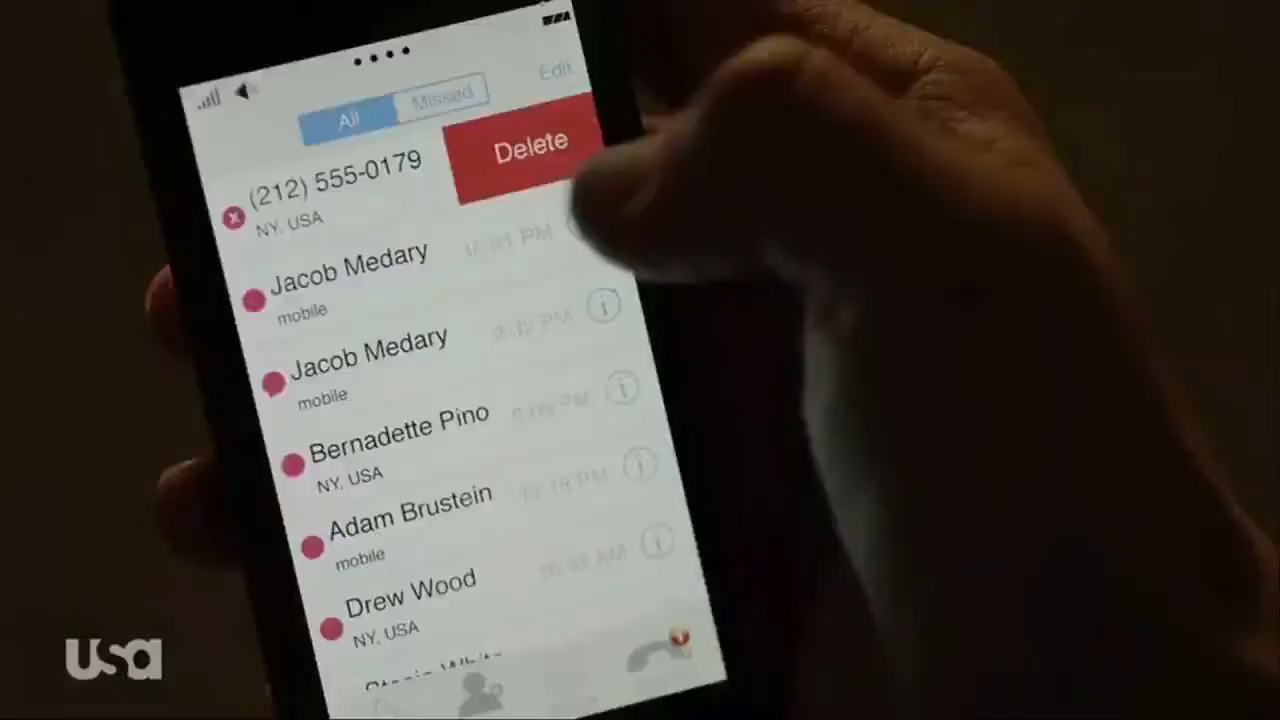 All
Missed
Edit
(212) 555-0179
Delete
NY, USA
Jacob Medary
mobile
Jacob Medary
mobile
Bernadette Pino
NY, USA
Adam Brustein
mobile
Drew Wood
NY, USA
usa